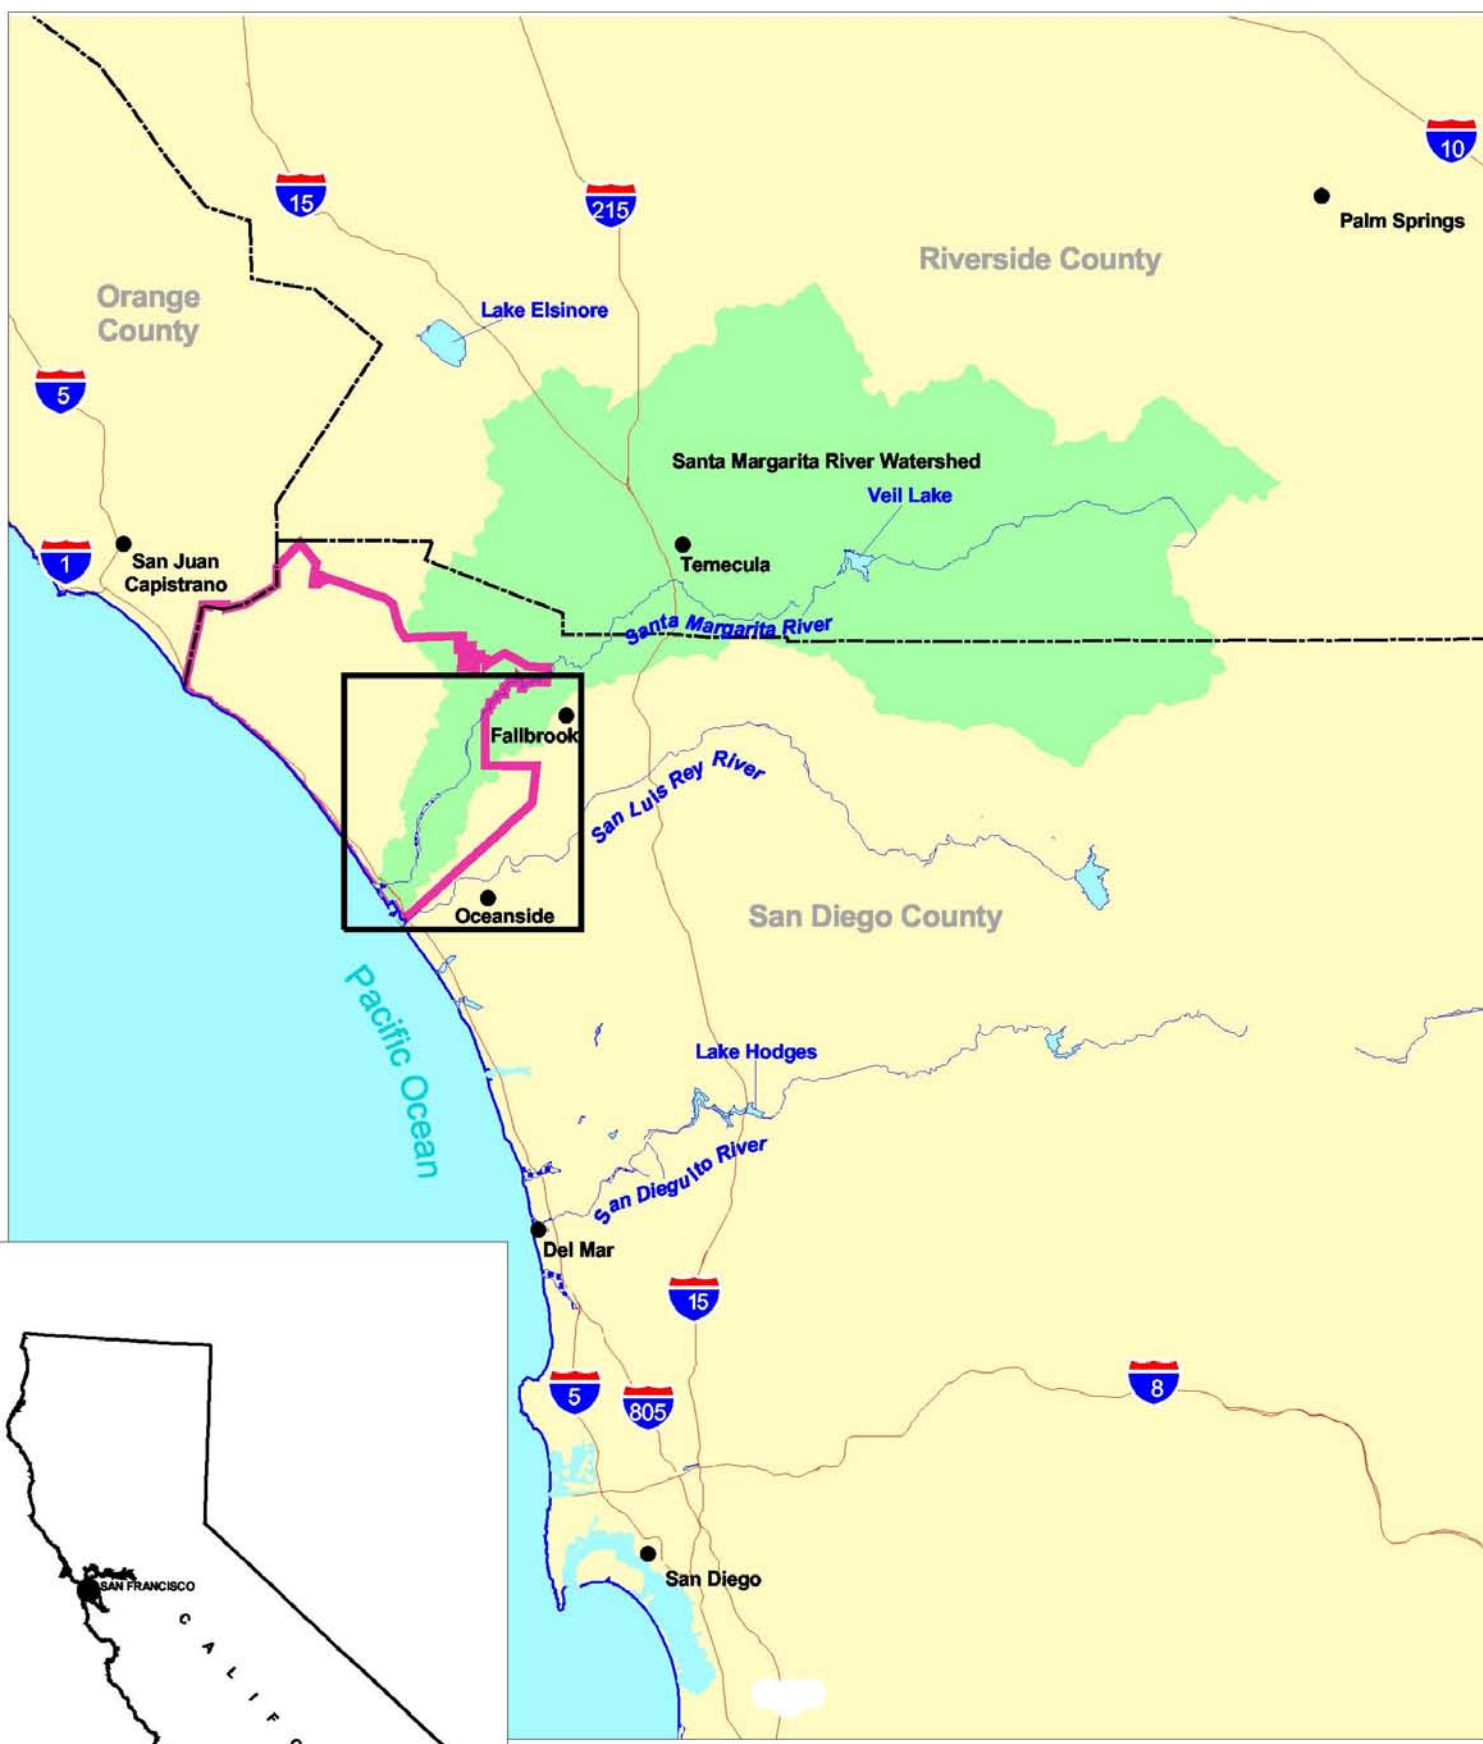 10
15
215
Palm Springs
Riverside County
Orange
County
Lake Elsinore
5
Santa Margarita River Watershed
Veil Lake
1
San Juan
Capistrano
Temecula
Santa Margarita River
Fallbrook
San Luis Rey River
Oceanside
San Diego County
Pacific Ocean
Lake Hodges
San Dieguito River
Del Mar
15
5
805
8
San Diego
SAN FRANCISCO
C A L I F O